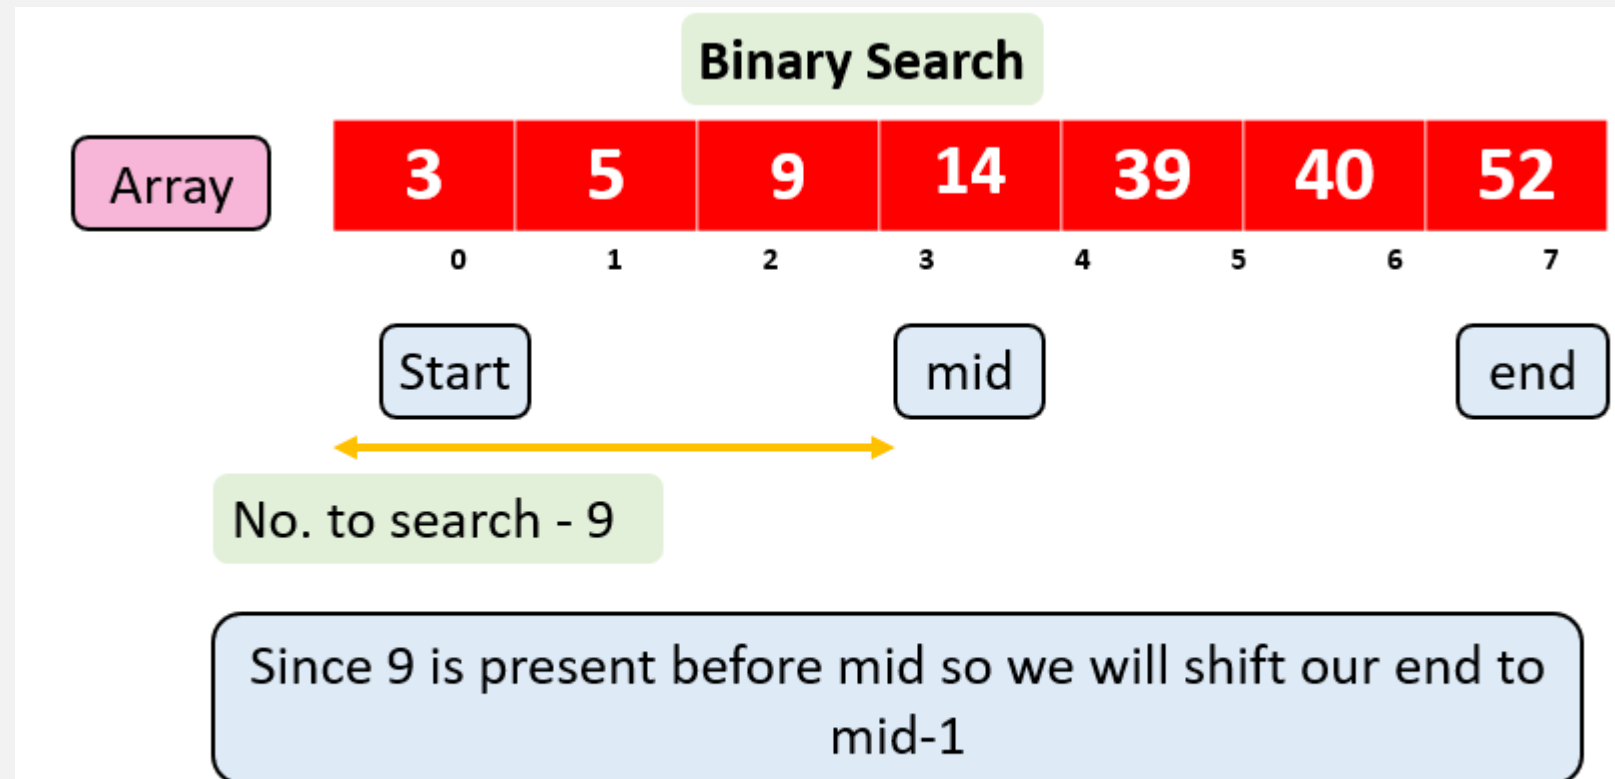 Binary Search
Array 3 5 9 14 39 40 52
0 1 2 3 4 5 6 7
Start mid end
No. to search - 9
Since 9 is present before mid so we will shift our end to
mid-1